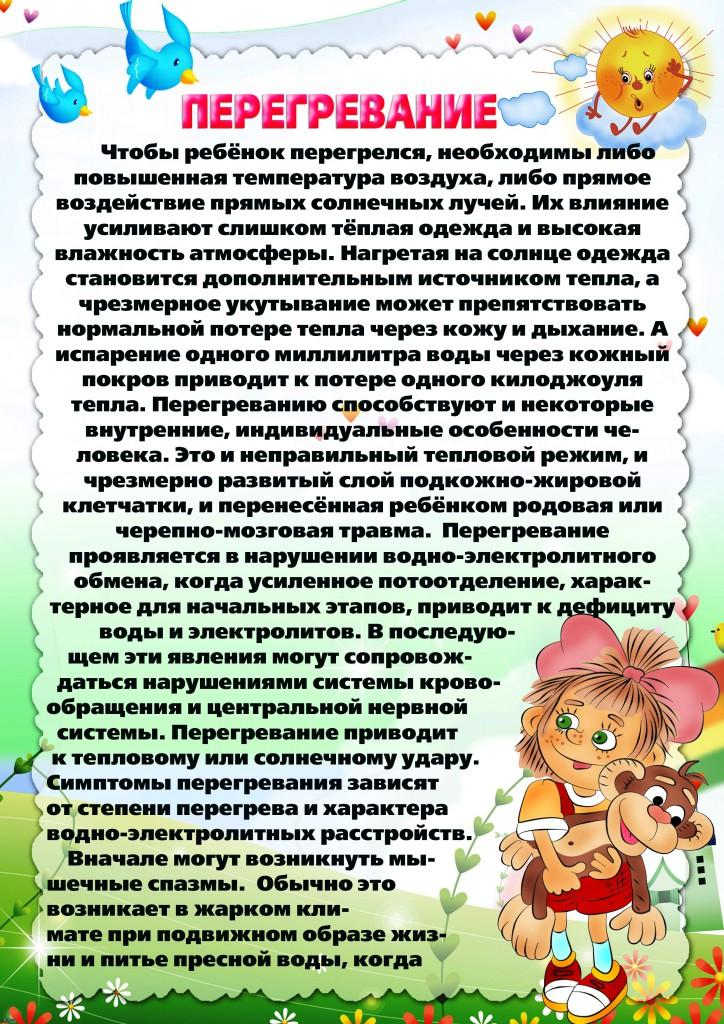 ПЕРЕГРЕВАНИЕ
Чтобы ребёнок перегрелся, необходимы либо
повышенная температура воздуха, либо прямое
воздействие прямых солнечных лучей. Их влияние
усиливают слишком тёплая одежда и высокая
влажность атмосферы. Нагретая на солнце одежда
становится дополнительным источником тепла, а
чрезмерное укутывание может препятствовать
нормальной потере тепла через кожу и дыхание. А
испарение одного миллилитра воды через кожный
покров приводит к потере одного килоджоуля
тепла. Перегреванию способствуют и некоторые
внутренние, индивидуальные особенности че-
ловека. Это и неправильный тепловой режим, и
чрезмерно развитый слой подкожно-жировой
клетчатки, и перенесённая ребёнком родовая или
черепно-мозговая травма. Перегревание
проявляется в нарушении водно-электролитного
обмена, когда усиленное потоотделение, харак-
терное для начальных этапов, приводит к дефициту
воды и электролитов. В последую-
щем эти явления могут сопровож-
даться нарушениями системы крово-
обращения и центральной нервной
системы. Перегревание приводит
к тепловому или солнечному удару.
Симптомы перегревания зависят
от степени перегрева и характера
водно-электролитных расстройств.
Вначале могут возникнуть мы-
шечные спазмы. Обычно это
возникает в жарком кли-
мате при подвижном образе жиз-
ни и питье пресной воды, когда